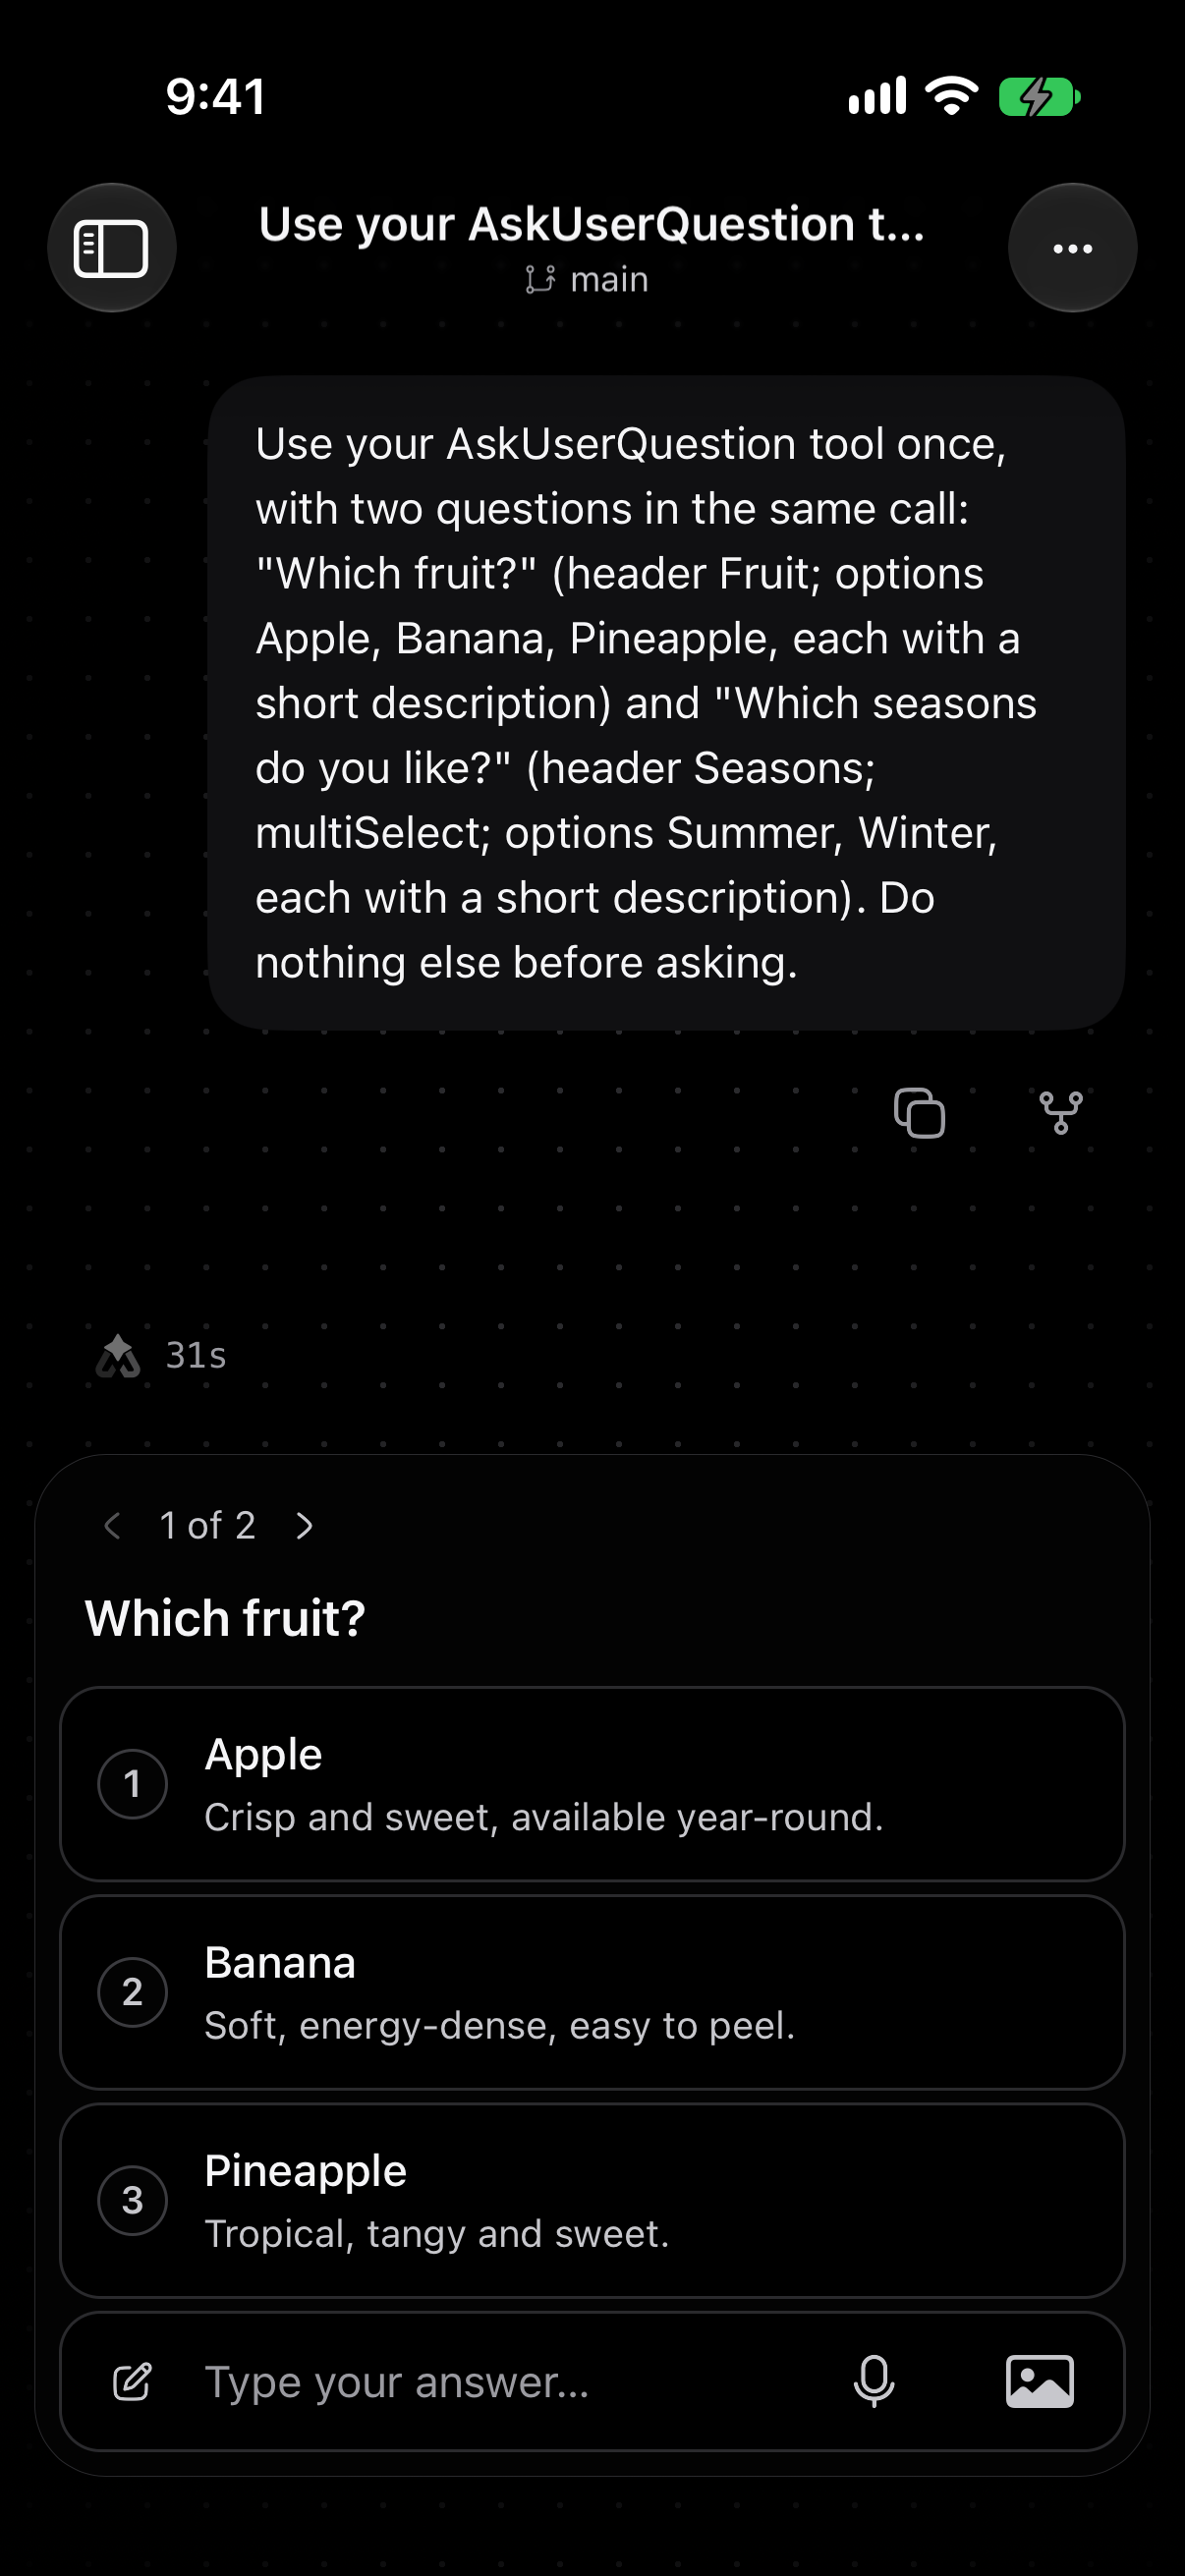 9:41
Use your AskUserQuestion t...
main
Use your AskUserQuestion tool once,
with two questions in the same call:
"Which fruit?" (header Fruit; options
Apple, Banana, Pineapple, each with a
short description) and "Which seasons
do you like?" (header Seasons;
multiSelect; options Summer, Winter,
each with a short description). Do
nothing else before asking.
31s
1 of 2
Which fruit?
1
Apple
Crisp and sweet, available year-round.
2
Banana
Soft, energy-dense, easy to peel.
3
Pineapple
Tropical, tangy and sweet.
Type your answer...